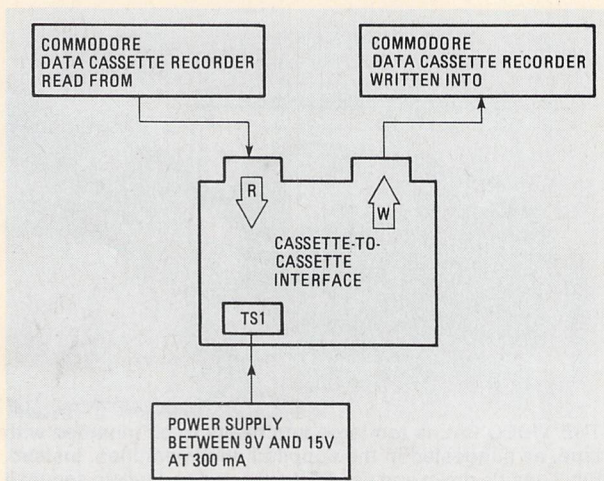 COMMODORE
DATA CASSETTE RECORDER
READ FROM
COMMODORE
DATA CASSETTE RECORDER
WRITTEN INTO
R
W
CASSETTE-TO-
CASSETTE
INTERFACE
TS1
POWER SUPPLY
BETWEEN 9V AND 15V
AT 300 mA